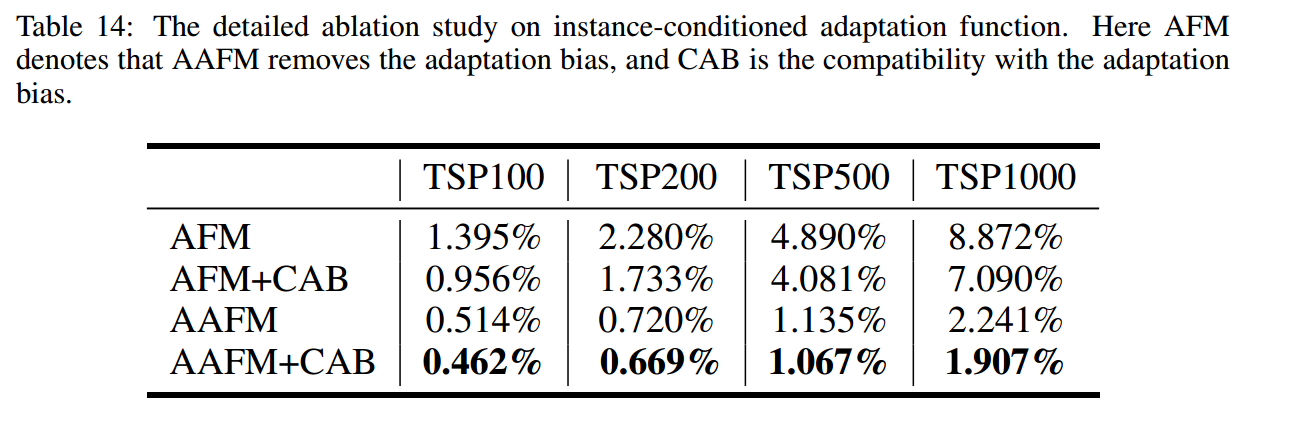 Table 14: The detailed ablation study on instance-conditioned adaptation function. Here AFM
denotes that AAFM removes the adaptation bias, and CAB is the compatibility with the adaptation
bias.
TSP100 TSP200 TSP500 TSP1000
AFM 1.395% 2.280% 4.890% 8.872%
AFM+CAB 0.956% 1.733% 4.081% 7.090%
AAFM 0.514% 0.720% 1.135% 2.241%
AAFM+CAB 0.462% 0.669% 1.067% 1.907%